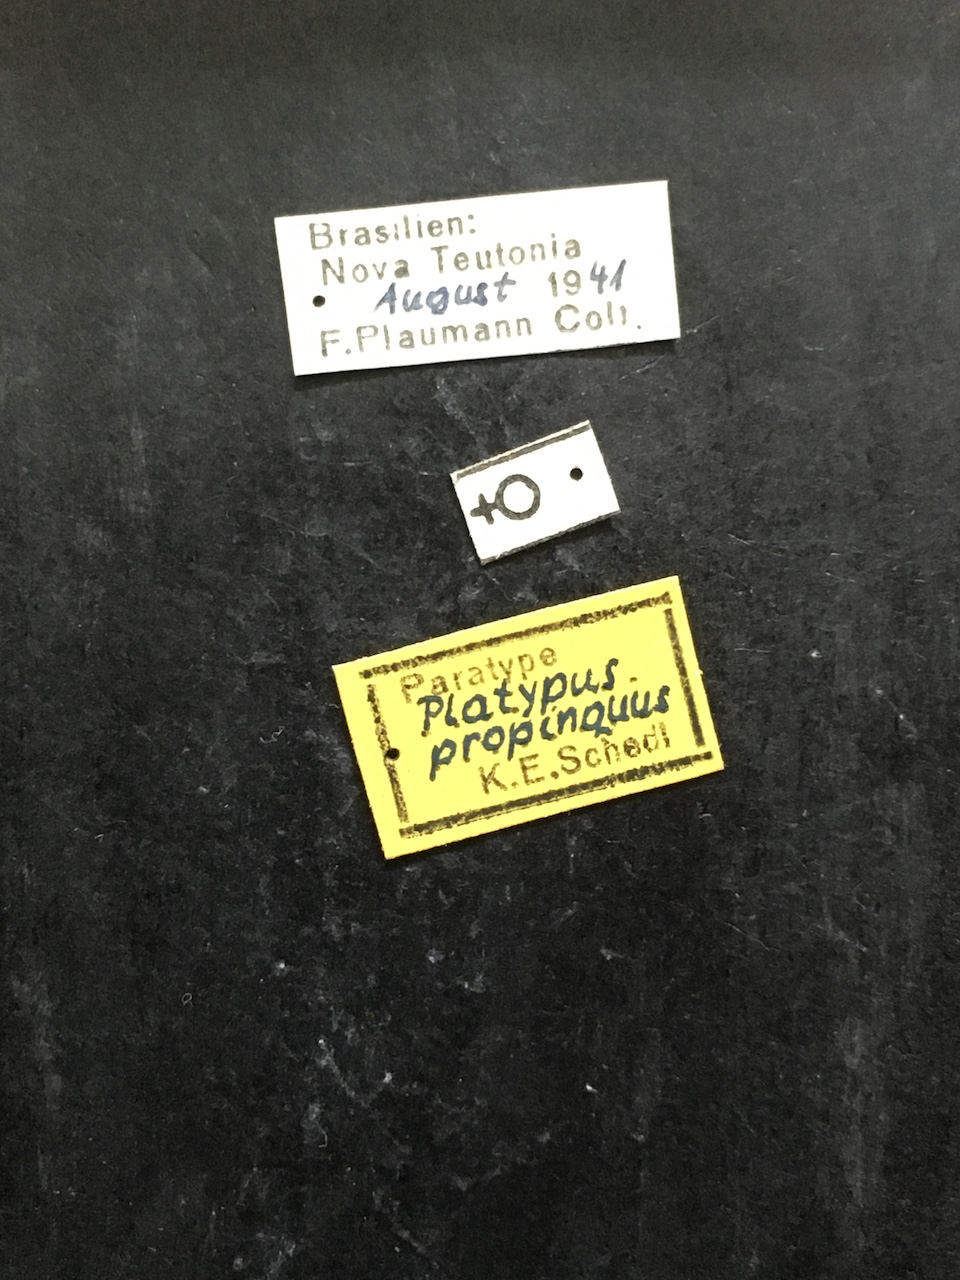 Brasilien:
Nova Teutonia
August 1941
F.Plaumann Coll.
♀
Paratype
Platypus
propinquus
K.E.Schedl